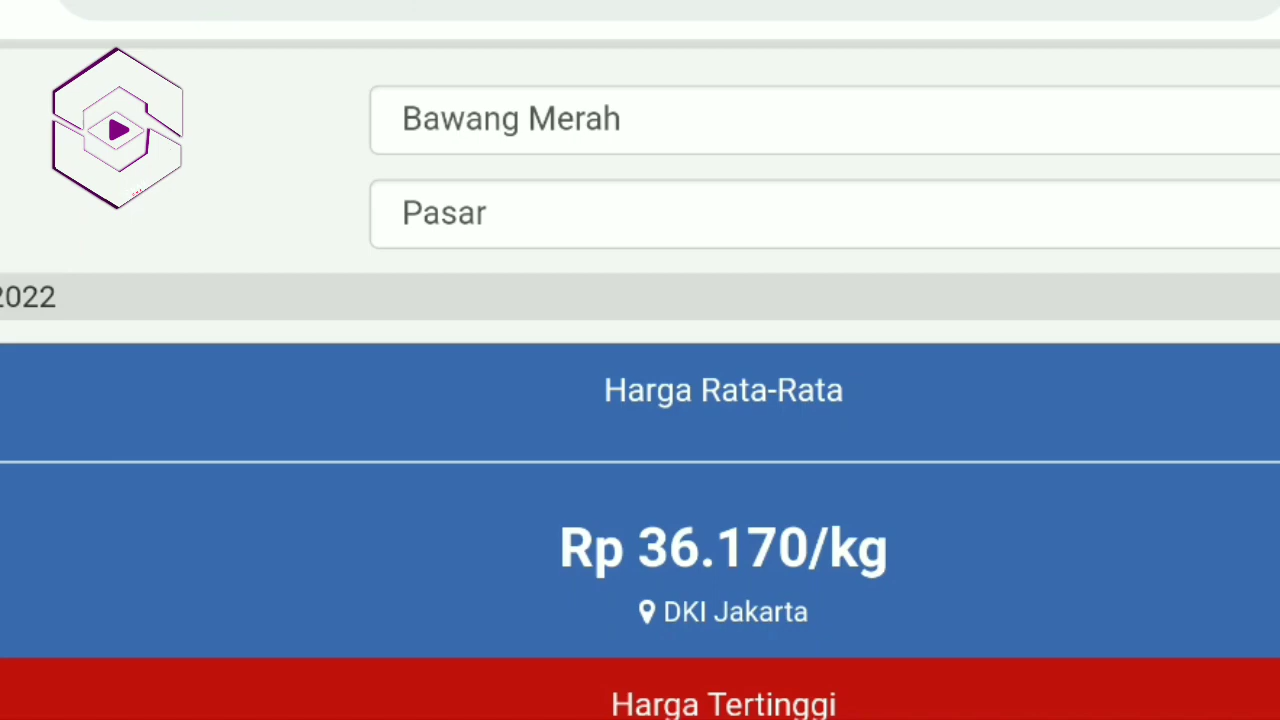 Bawang Merah
Pasar
2022
Harga Rata-Rata
Rp 36.170/kg
DKI Jakarta
Harga Tertinggi